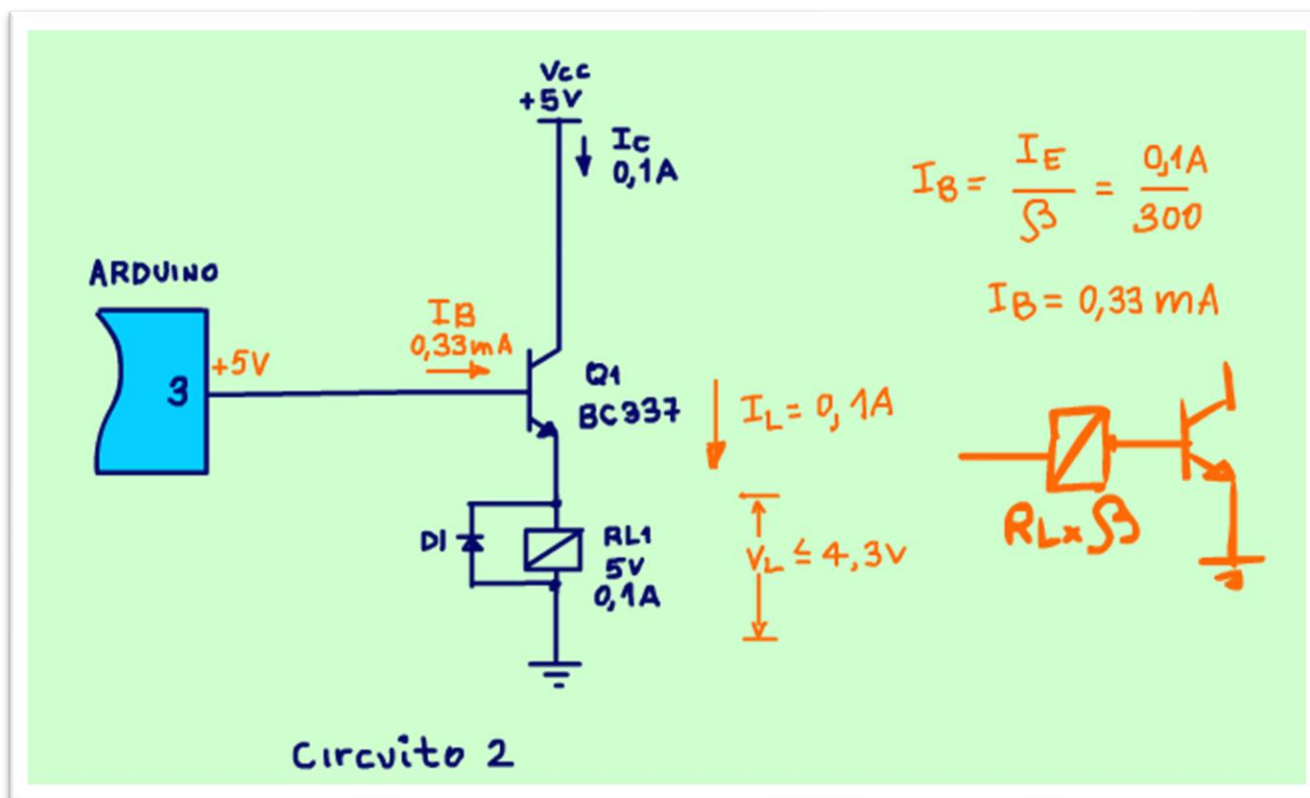 Vcc
+5V
IC
0,1A
ARDUINO
3
+5V
IB
0,33mA
Q1
BC337
IL = 0,1A
D1
RL1
5V
0,1A
VL ≤ 4,3V
IB = IE / β = 0,1A / 300
IB = 0,33 mA
RL x β
Circuito 2